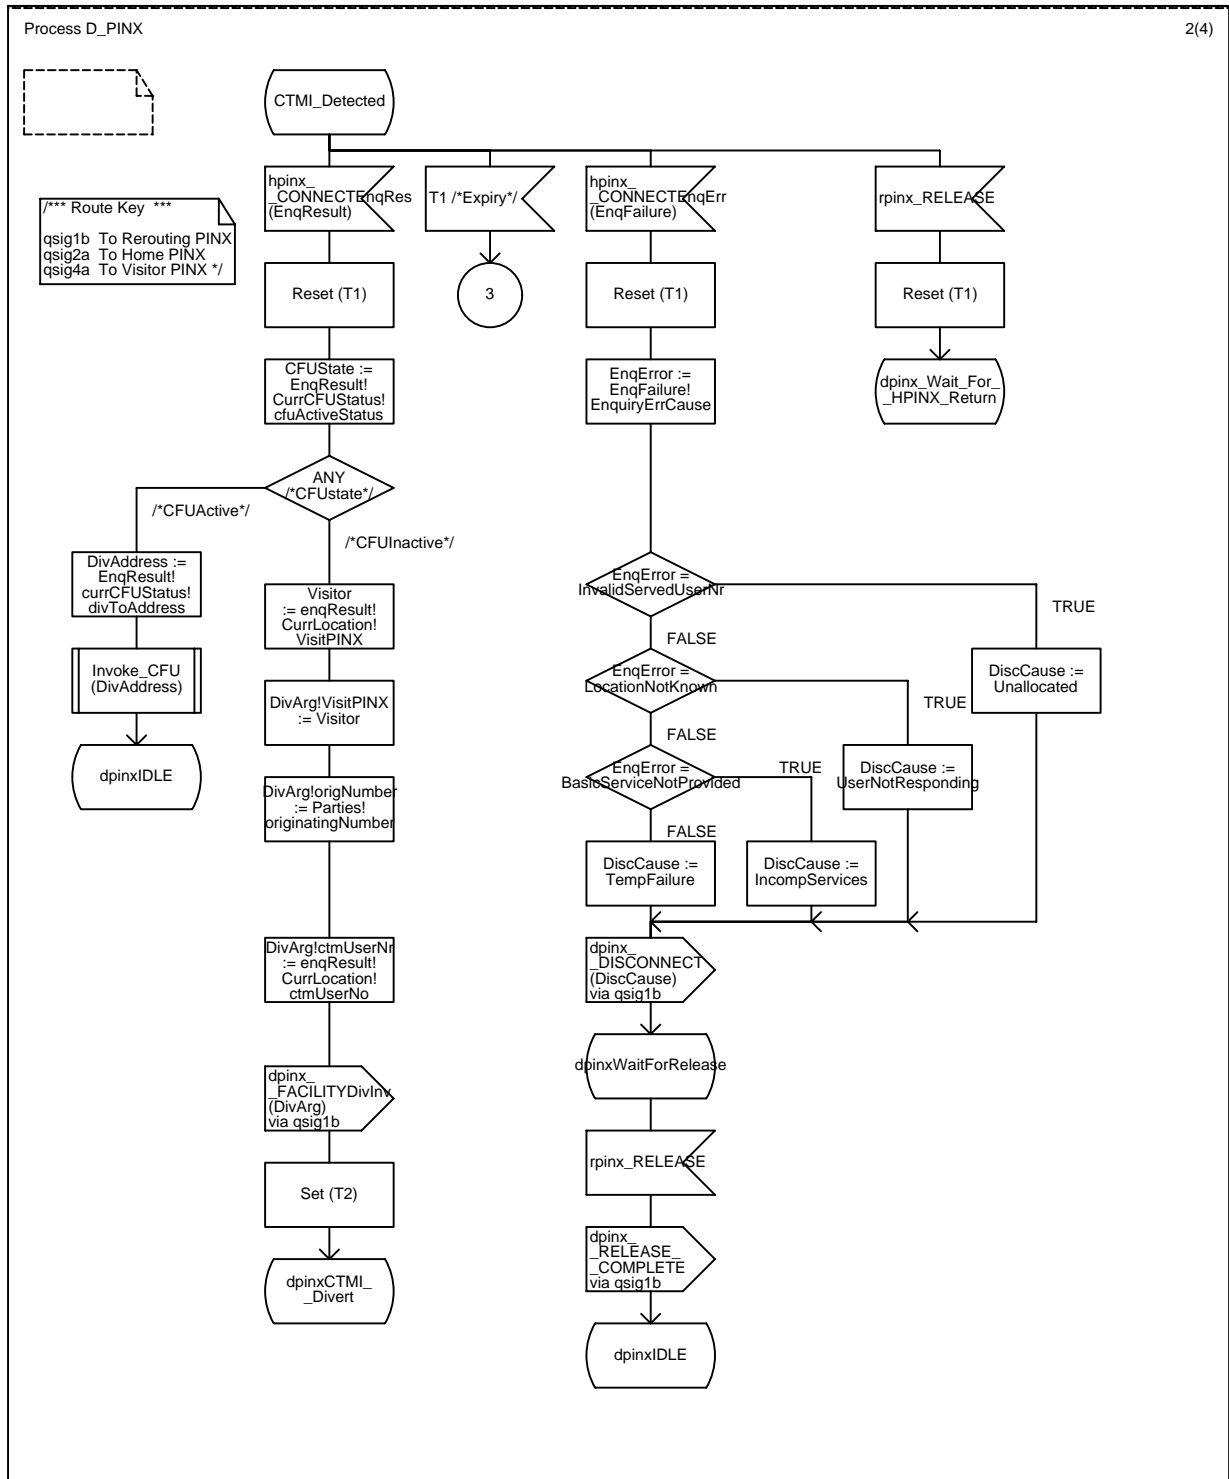 Process D_PINX
2(4)
CTMI_Detected
hpinx_
_CONNECTEnqRes
(EnqResult)
T1 /*Expiry*/
hpinx_
_CONNECTEnqErr
(EnqFailure)
rpinx_RELEASE
/*** Route Key ***
qsig1b To Rerouting PINX
qsig2a To Home PINX
qsig4a To Visitor PINX */
Reset (T1)
3
Reset (T1)
Reset (T1)
CFUState :=
EnqResult!
CurrCFUStatus!
cfuActiveStatus
EnqError :=
EnqFailure!
EnquiryErrCause
dpinx_Wait_For_
_HPINX_Return
ANY
/*CFUstate*/
/*CFUActive*/
/*CFUInactive*/
DivAddress :=
EnqResult!
currCFUStatus!
divToAddress
Visitor
:= enqResult!
CurrLocation!
VisitPINX
EnqError =
InvalidServedUserNr
TRUE
FALSE
Invoke_CFU
(DivAddress)
DivArg!VisitPINX
:= Visitor
EnqError =
LocationNotKnown
TRUE
DiscCause :=
Unallocated
FALSE
dpinxIDLE
DivArg!origNumber
:= Parties!
originatingNumber
EnqError =
BasicServiceNotProvided
TRUE
DiscCause :=
UserNotResponding
FALSE
DiscCause :=
TempFailure
DiscCause :=
IncompServices
DivArg!ctmUserNr
:= enqResult!
CurrLocation!
ctmUserNo
dpinx_
_DISCONNECT
(DiscCause)
via qsig1b
dpinxWaitForRelease
dpinx_
_FACILITYDivInv
(DivArg)
via qsig1b
rpinx_RELEASE
Set (T2)
dpinx_
_RELEASE_
_COMPLETE
via qsig1b
dpinxCTMI_
_Divert
dpinxIDLE